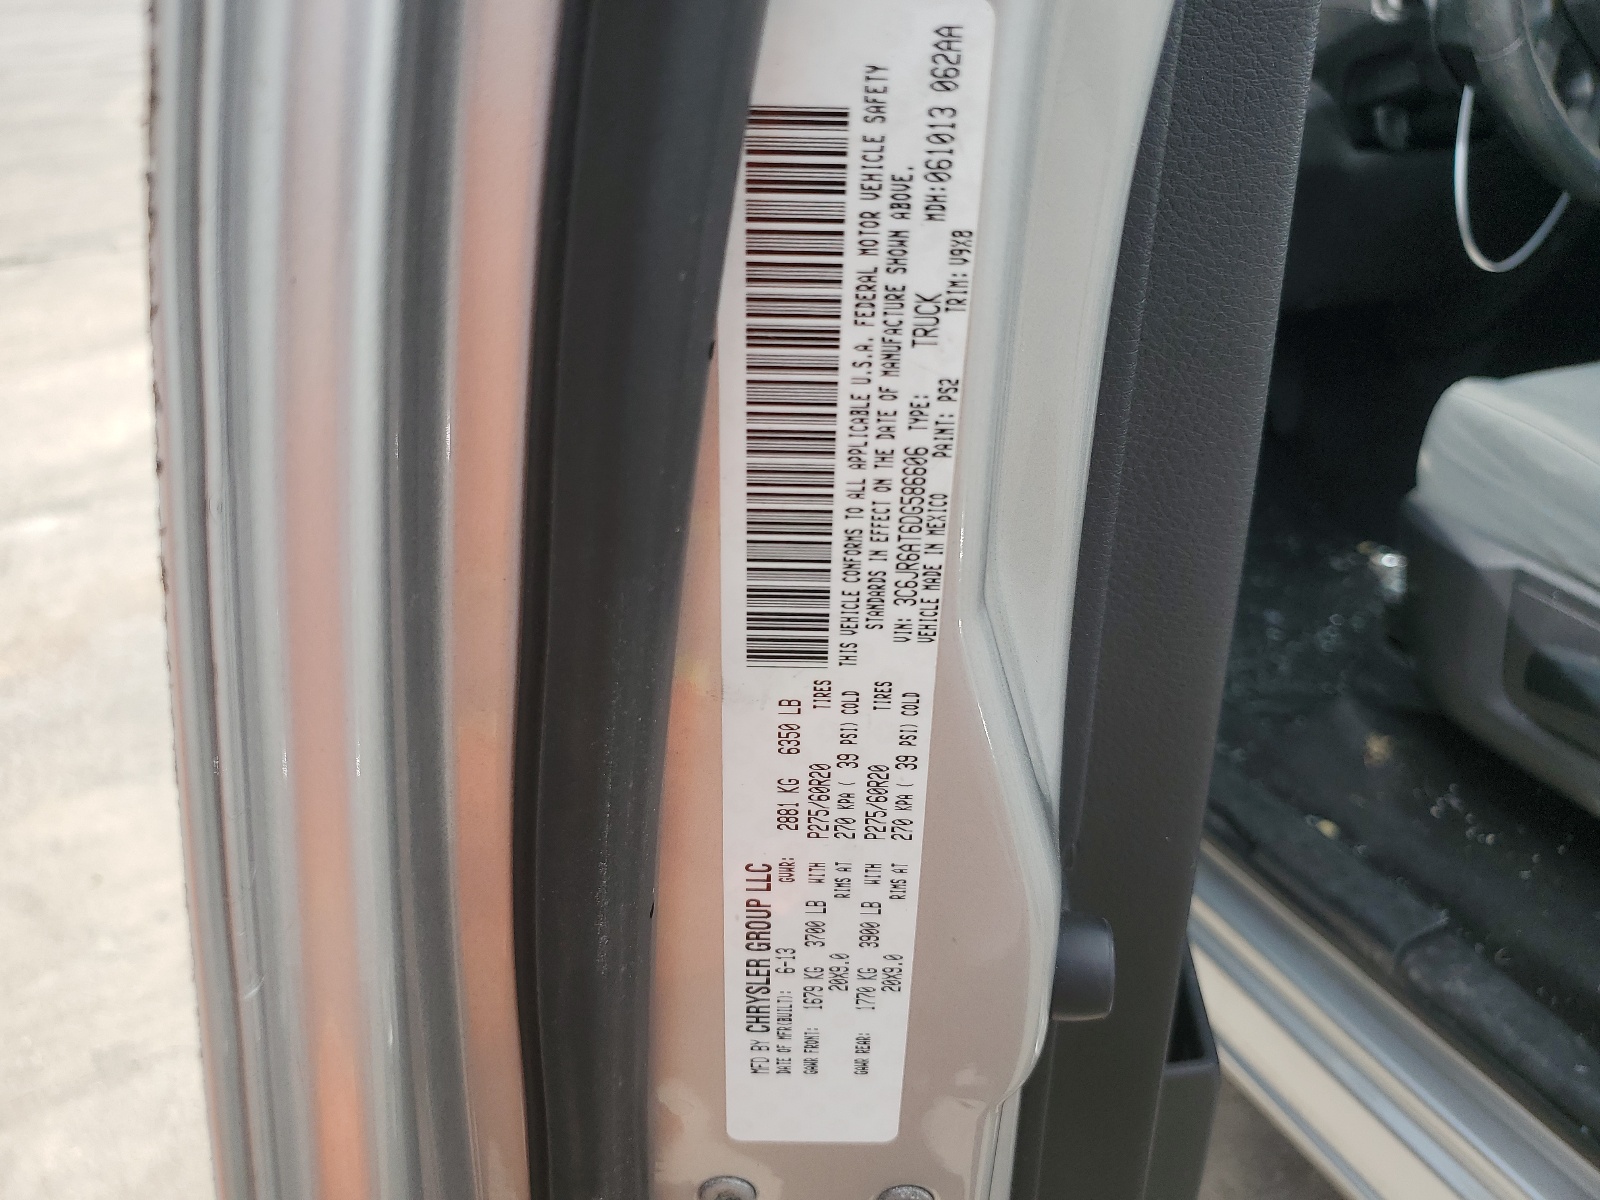 MFD BY CHRYSLER GROUP LLC
DATE OF MFR(BUILT): 6-13 GVWR: 2881 KG 6350 LB
GAWR FRONT: 1679 KG 3700 LB WITH P275/60R20 TIRES
20X9.0 RIMS AT 270 KPA ( 39 PSI) COLD
GAWR REAR: 1770 KG 3900 LB WITH P275/60R20 TIRES
20X9.0 RIMS AT 270 KPA ( 39 PSI) COLD
THIS VEHICLE CONFORMS TO ALL APPLICABLE U.S.A. FEDERAL MOTOR VEHICLE SAFETY
STANDARDS IN EFFECT ON THE DATE OF MANUFACTURE SHOWN ABOVE.
VIN: 3C6JR6AT6DG586606 TYPE: TRUCK MDH:061013 062AA
VEHICLE MADE IN MEXICO PAINT: PS2 TRIM: V9X8